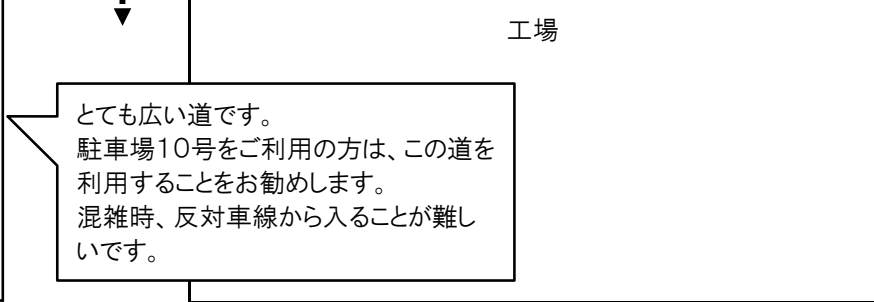 工場
とても広い道です。
駐車場10号をご利用の方は、この道を
利用することをお勧めします。
混雑時、反対車線から入ることが難し
いです。